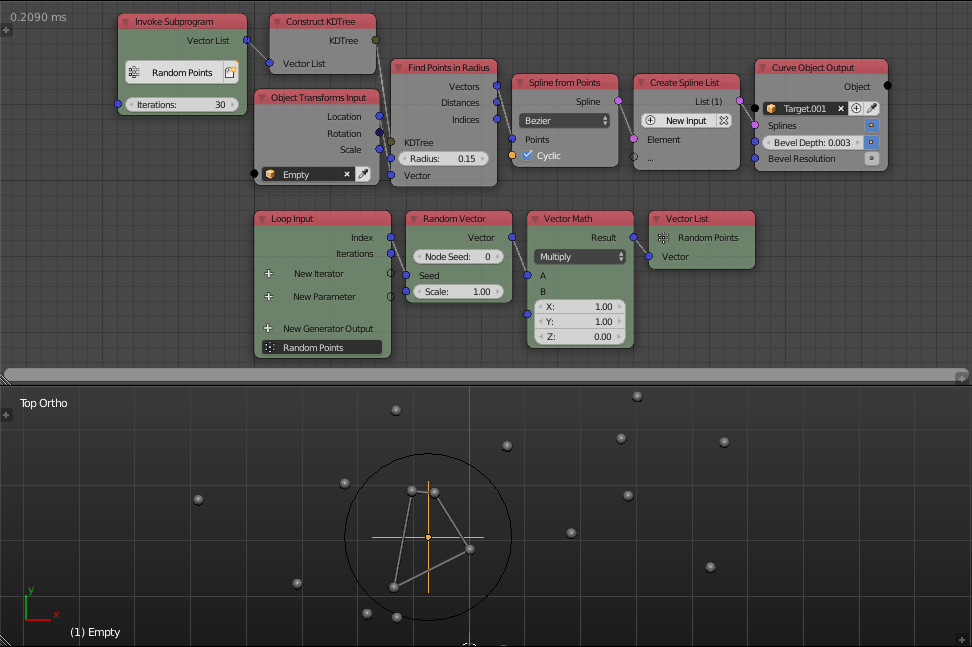 0.2090 ms
Invoke Subprogram
Vector List
Random Points
Iterations: 30
Construct KDTree
KDTree
Vector List
Object Transforms Input
Location
Rotation
Scale
Empty
Find Points in Radius
Vectors
Distances
Indices
KDTree
Radius: 0.15
Vector
Spline from Points
Spline
Bezier
Points
Cyclic
Create Spline List
List (1)
New Input
Element
...
Curve Object Output
Object
Target.001
Splines
Bevel Depth: 0.003
Bevel Resolution
Loop Input
Index
Iterations
New Iterator
New Parameter
New Generator Output
Random Points
Random Vector
Vector
Node Seed: 0
Seed
Scale: 1.00
Vector Math
Result
Multiply
A
B
X: 1.00
Y: 1.00
Z: 0.00
Vector List
Random Points
Vector
Top Ortho
y
x
(1) Empty